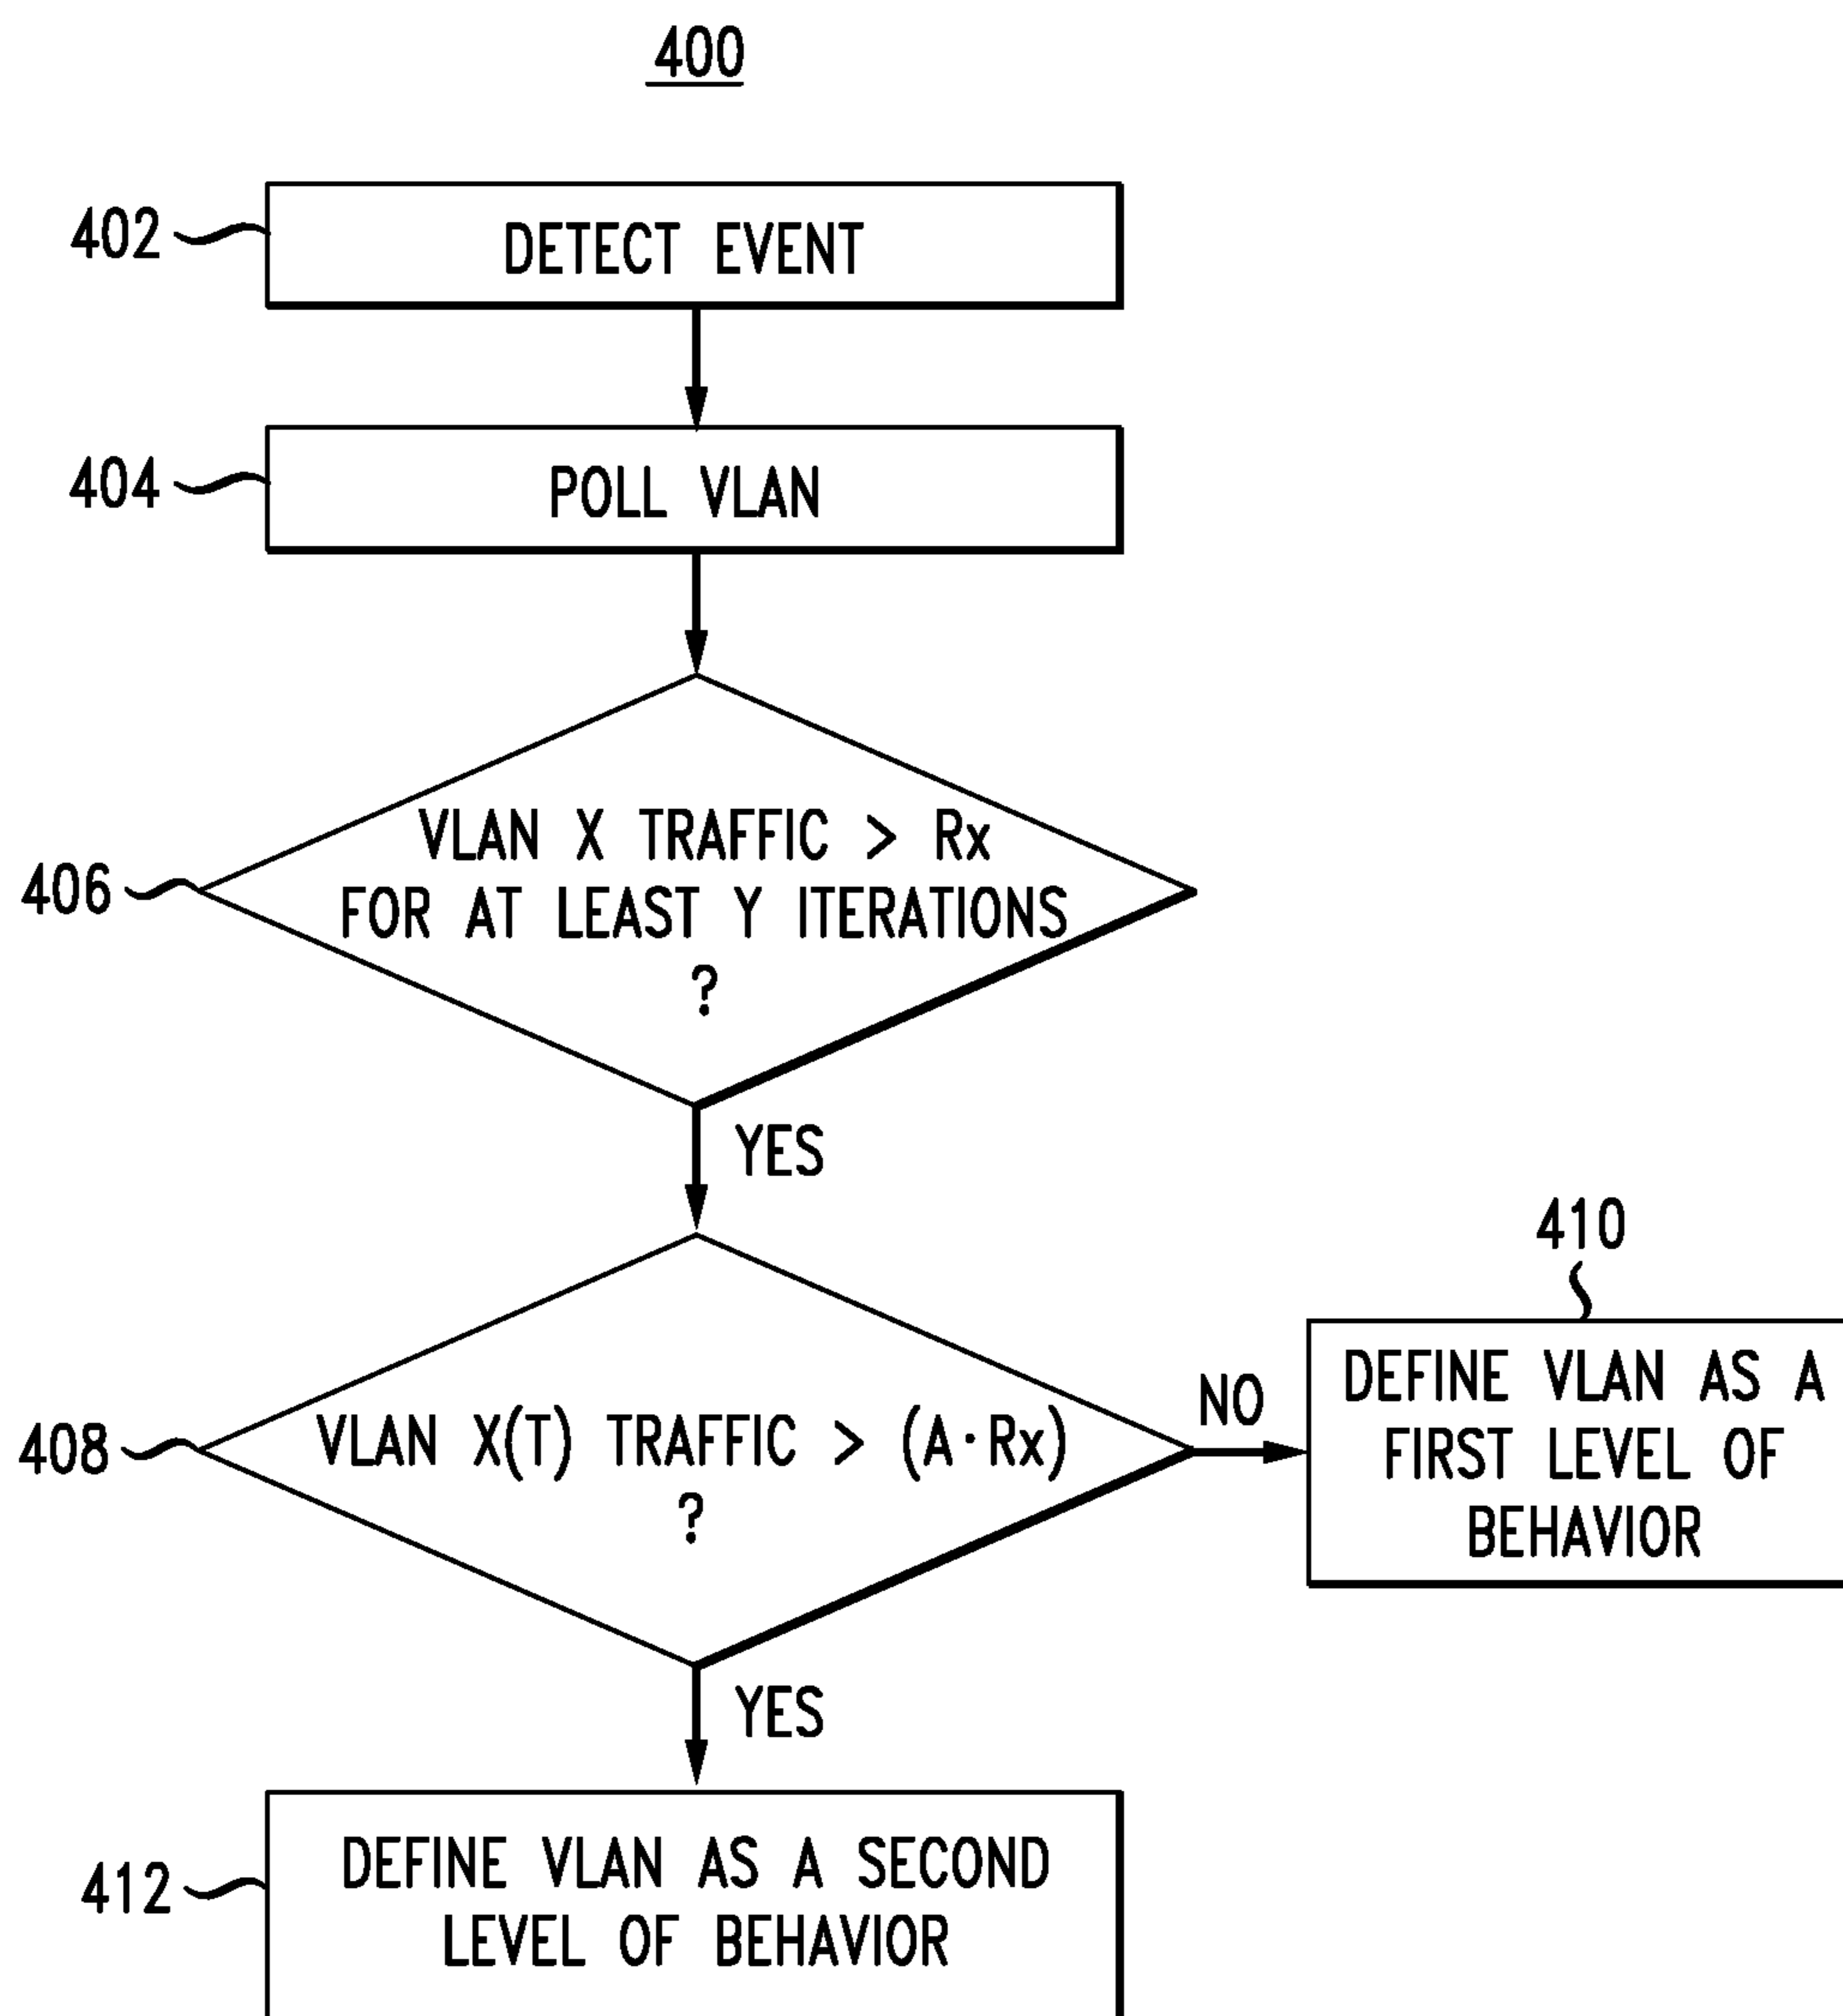 400
402
DETECT EVENT
404
POLL VLAN
406
VLAN X TRAFFIC > Rx
FOR AT LEAST Y ITERATIONS
?
YES
408
VLAN X(T) TRAFFIC > (A·Rx)
?
NO
410
DEFINE VLAN AS A
FIRST LEVEL OF
BEHAVIOR
YES
412
DEFINE VLAN AS A SECOND
LEVEL OF BEHAVIOR